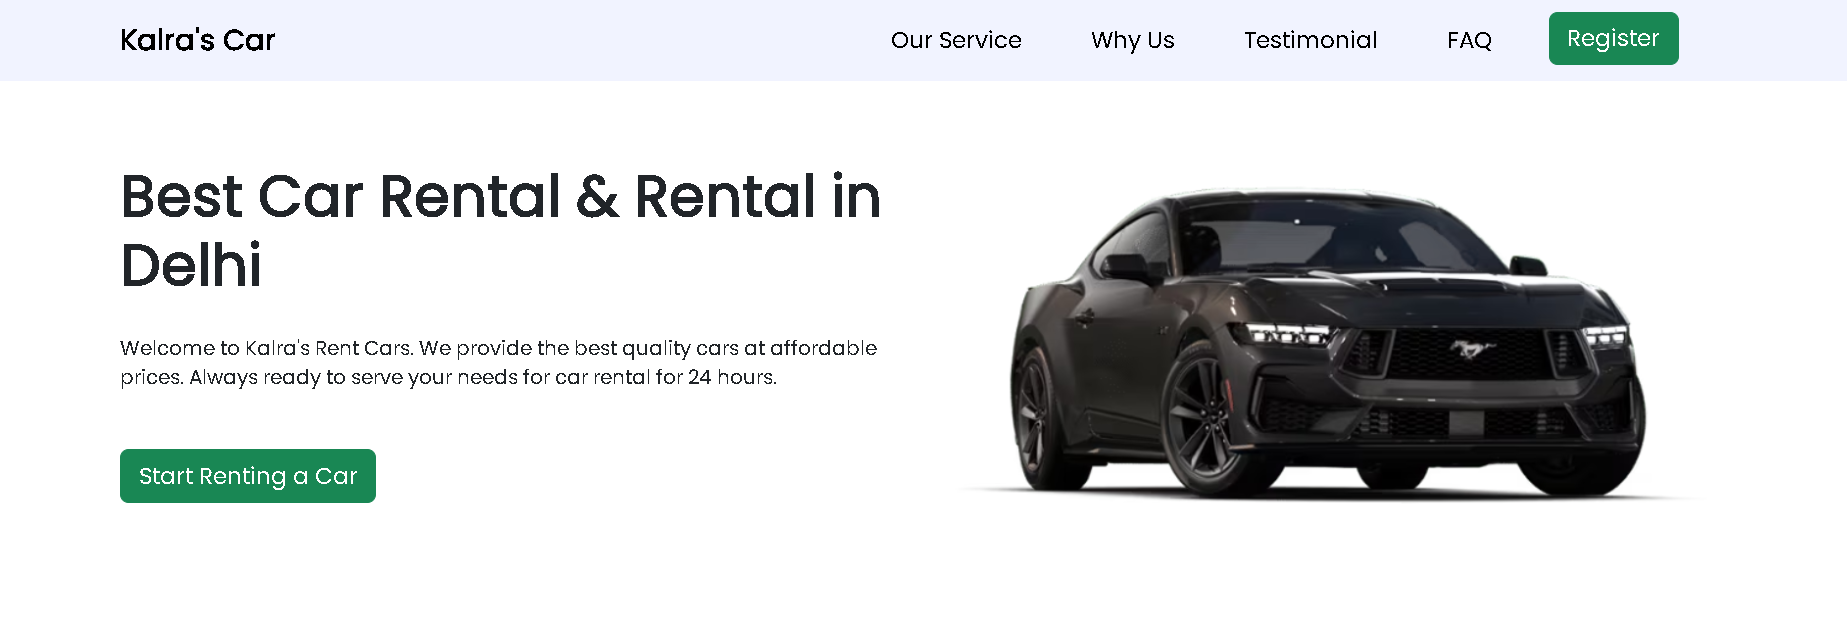 Kalra's Car
Our Service
Why Us
Testimonial
FAQ
Register
Best Car Rental & Rental in
Delhi
Welcome to Kalra's Rent Cars. We provide the best quality cars at affordable
prices. Always ready to serve your needs for car rental for 24 hours.
Start Renting a Car